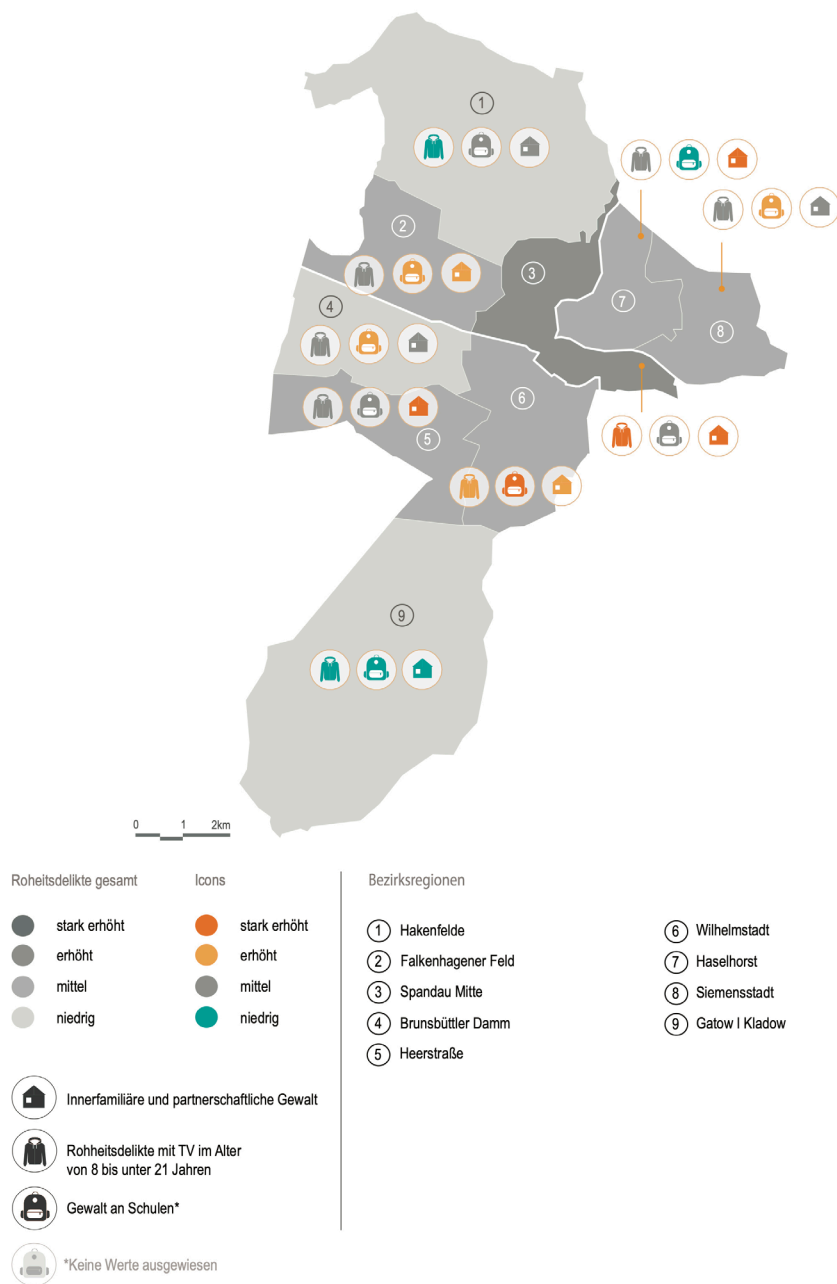 1
2
3
4
5
6
7
8
9
0 1 2km
Roheitsdelikte gesamt
stark erhöht
erhöht
mittel
niedrig
Icons
stark erhöht
erhöht
mittel
niedrig
Innerfamiliäre und partnerschaftliche Gewalt
Rohheitsdelikte mit TV im Alter
von 8 bis unter 21 Jahren
Gewalt an Schulen*
*Keine Werte ausgewiesen
Bezirksregionen
1 Hakenfelde
2 Falkenhagener Feld
3 Spandau Mitte
4 Brunsbüttler Damm
5 Heerstraße
6 Wilhelmstadt
7 Haselhorst
8 Siemensstadt
9 Gatow I Kladow